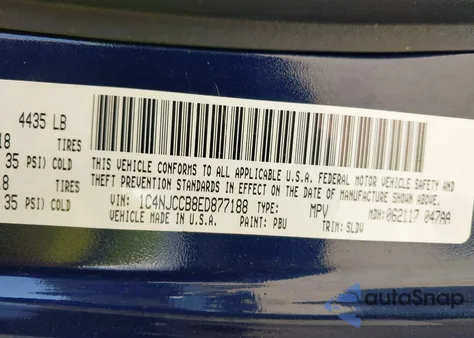 4435 LB
18 TIRES
35 PSI) COLD
18 TIRES
35 PSI) COLD
THIS VEHICLE CONFORMS TO ALL APPLICABLE U.S.A. FEDERAL MOTOR VEHICLE SAFETY AND
THEFT PREVENTION STANDARDS IN EFFECT ON THE DATE OF MANUFACTURE SHOWN ABOVE.
VIN: 1C4NJCCB8ED877188 TYPE: MPV MDH: 062117 047AA
VEHICLE MADE IN U.S.A. PAINT: PBU TRIM: SLDV
autoSnap